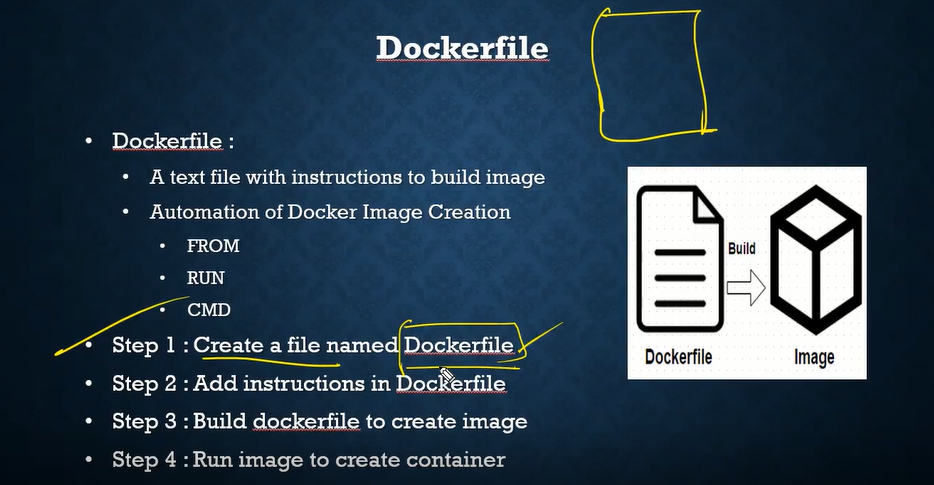 Dockerfile
Dockerfile :
A text file with instructions to build image
Automation of Docker Image Creation
FROM
RUN
CMD
Step 1 : Create a file named Dockerfile
Step 2 : Add instructions in Dockerfile
Step 3 : Build dockerfile to create image
Step 4 : Run image to create container
Build
Dockerfile
Image